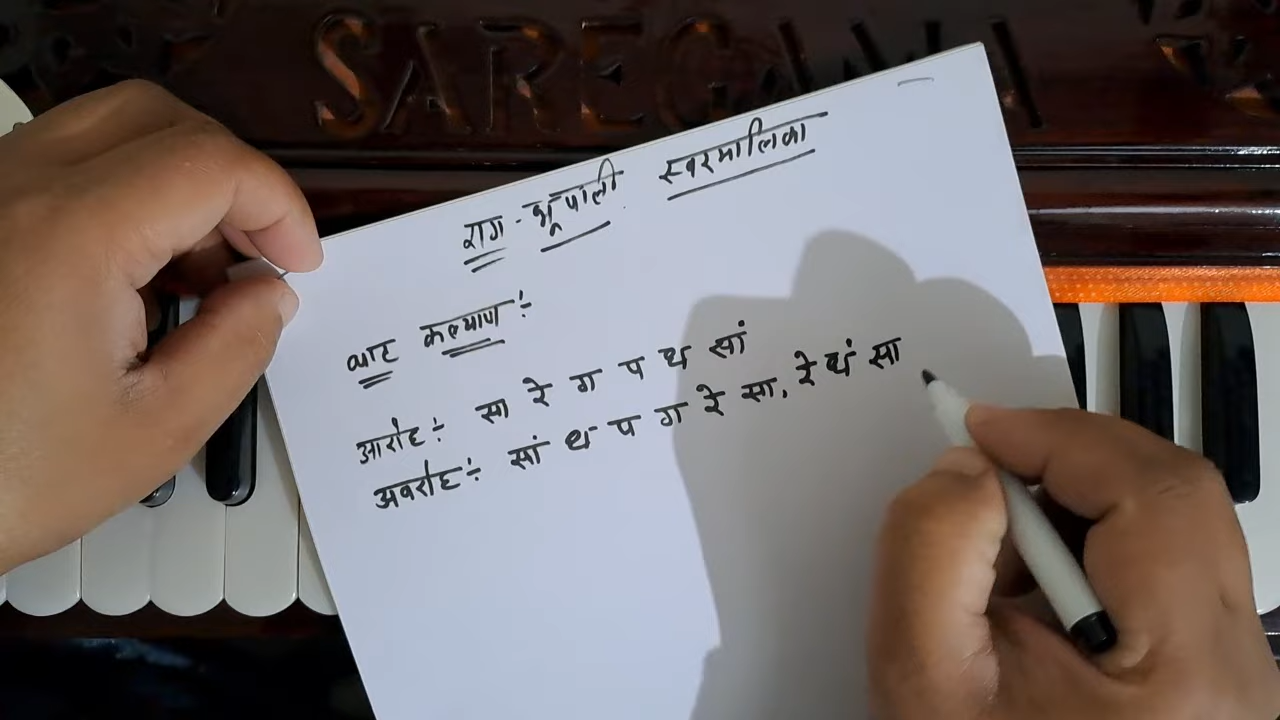 SAREGAMA
राग - भूपाली स्वरमालिका
थाट कल्याण ÷
आरोह ÷ सा रे ग प ध सां
अवरोह ÷ सां ध प ग रे सा, रे धं सा